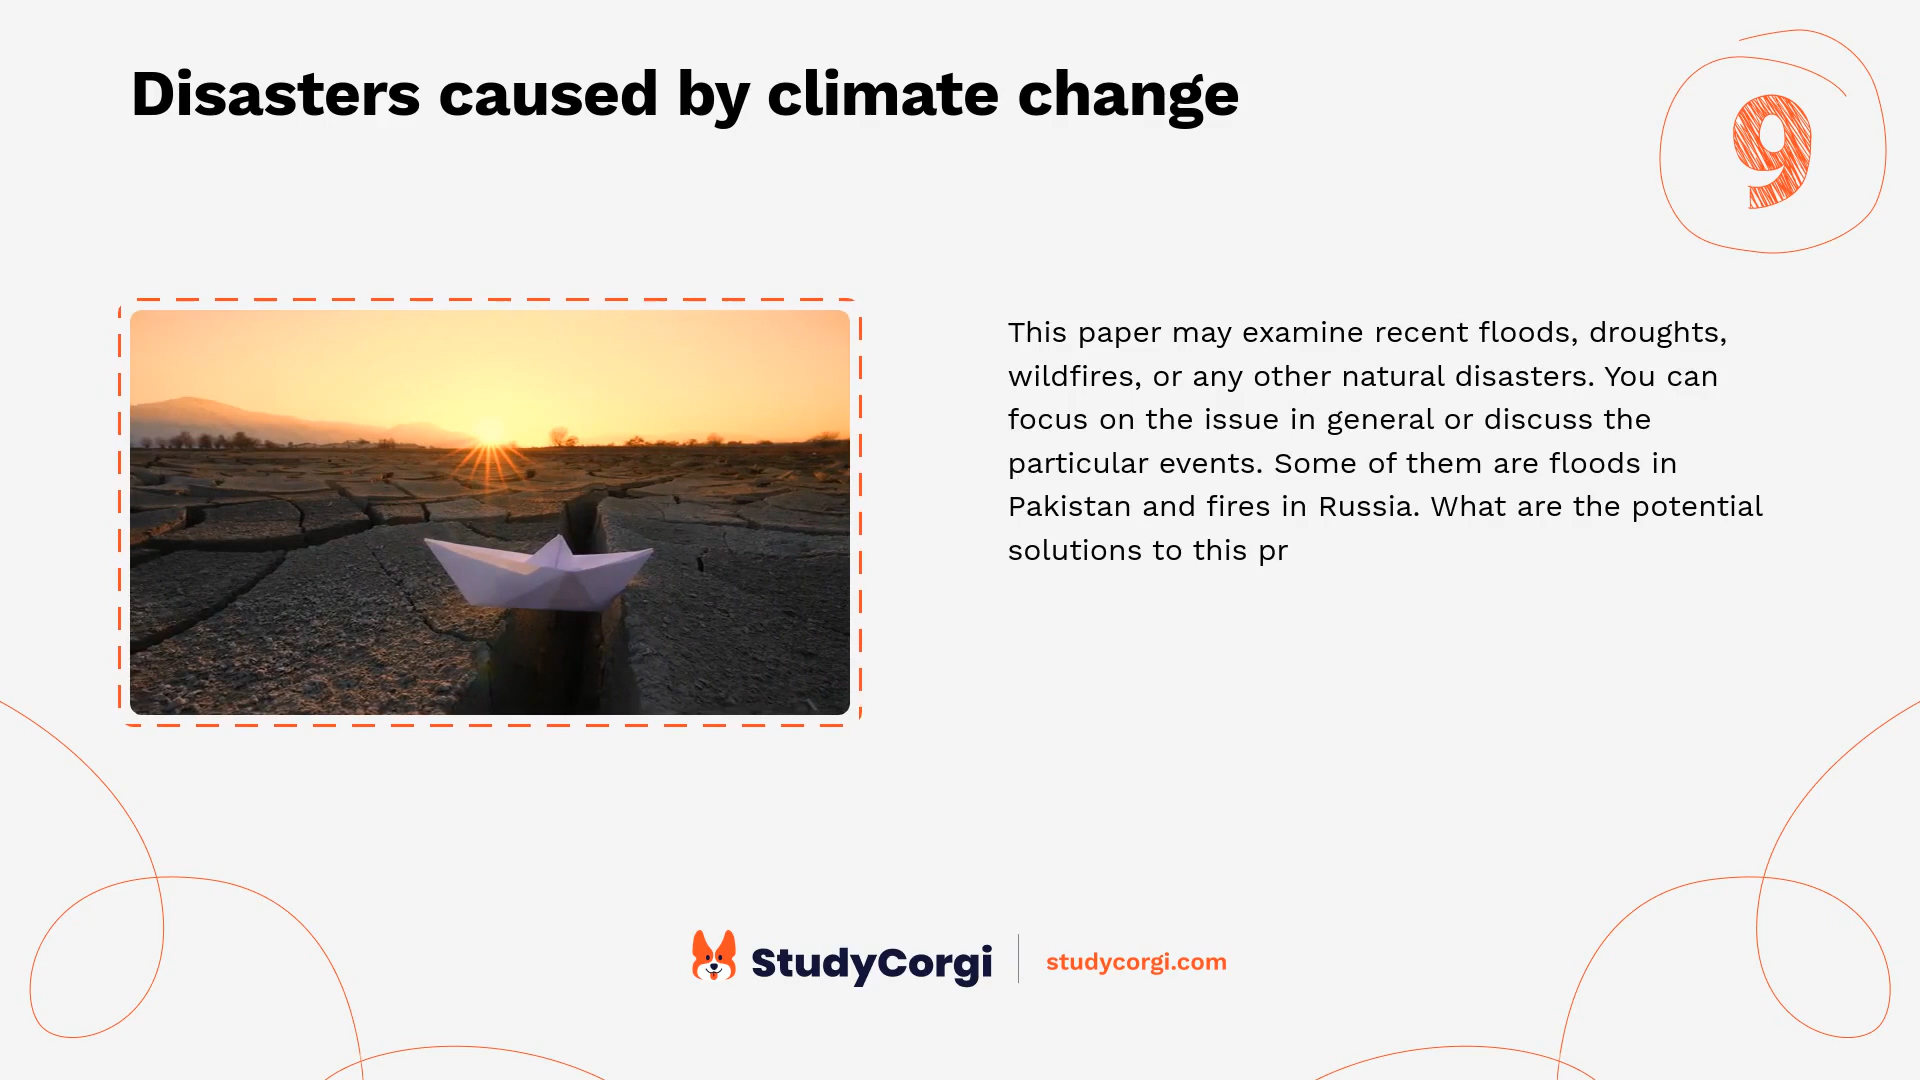 Disasters caused by climate change
9
This paper may examine recent floods, droughts,
wildfires, or any other natural disasters. You can
focus on the issue in general or discuss the
particular events. Some of them are floods in
Pakistan and fires in Russia. What are the potential
solutions to this pr
StudyCorgi
studycorgi.com